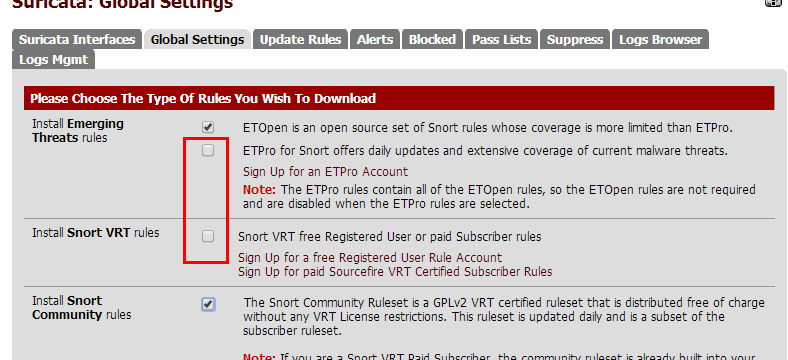 Suricata: Global Settings
Suricata Interfaces Global Settings Update Rules Alerts Blocked Pass Lists Suppress Logs Browser
Logs Mgmt
Please Choose The Type Of Rules You Wish To Download
Install Emerging
Threats rules
ETOpen is an open source set of Snort rules whose coverage is more limited than ETPro.
ETPro for Snort offers daily updates and extensive coverage of current malware threats.
Sign Up for an ETPro Account
Note: The ETPro rules contain all of the ETOpen rules, so the ETOpen rules are not required
and are disabled when the ETPro rules are selected.
Install Snort VRT rules
Snort VRT free Registered User or paid Subscriber rules
Sign Up for a free Registered User Rule Account
Sign Up for paid Sourcefire VRT Certified Subscriber Rules
Install Snort
Community rules
The Snort Community Ruleset is a GPLv2 VRT certified ruleset that is distributed free of charge
without any VRT License restrictions. This ruleset is updated daily and is a subset of the
subscriber ruleset.
Note: If you are a Snort VRT Paid Subscriber, the community ruleset is already built into your